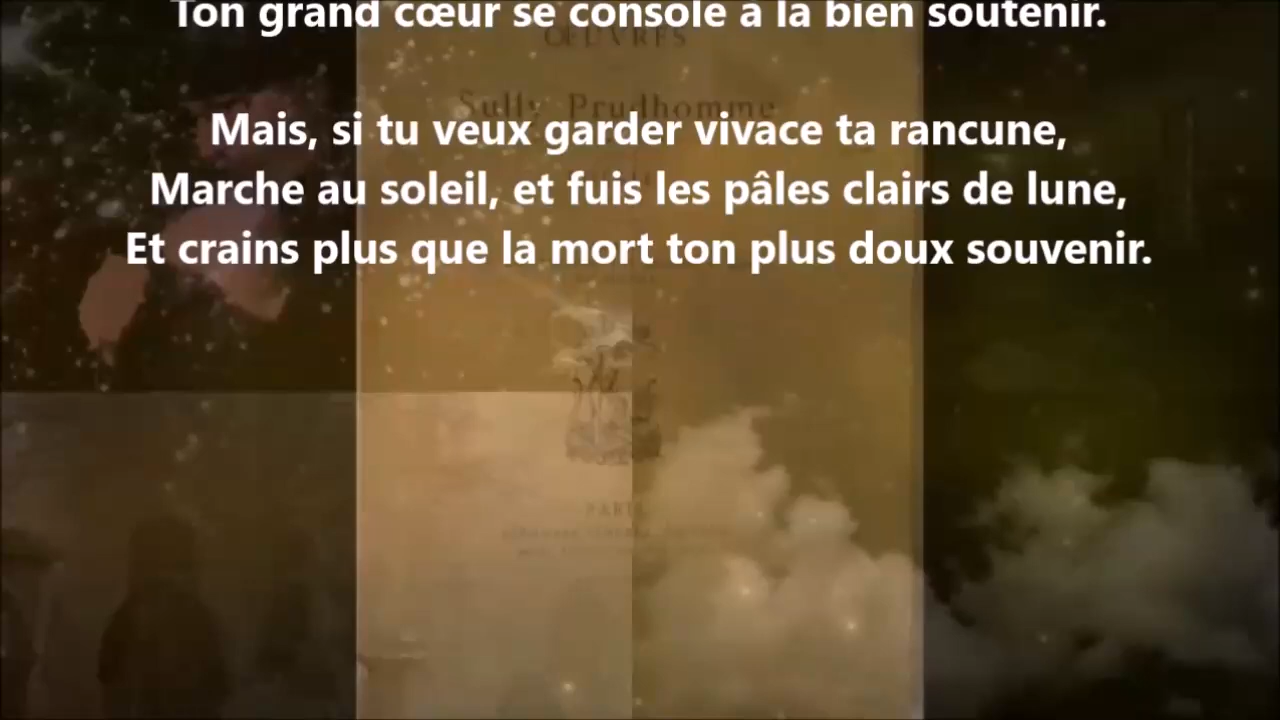 Ton grand cœur se console à la bien soutenir.
ŒUVRES
Sully Prudhomme
Mais, si tu veux garder vivace ta rancune,
Marche au soleil, et fuis les pâles clairs de lune,
Et crains plus que la mort ton plus doux souvenir.
PARIS